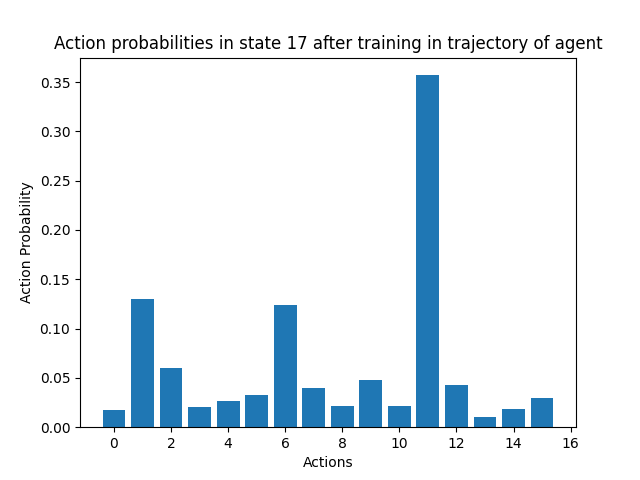 Action probabilities in state 17 after training in trajectory of agent
0.35
0.30
0.25
0.20
0.15
0.10
0.05
0.00
Action Probability
0 2 4 6 8 10 12 14 16
Actions